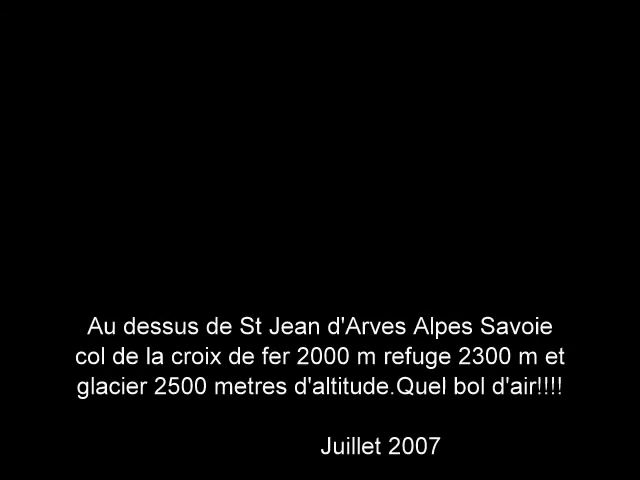 Au dessus de St Jean d'Arves Alpes Savoie
col de la croix de fer 2000 m refuge 2300 m et
glacier 2500 metres d'altitude.Quel bol d'air!!!!
Juillet 2007